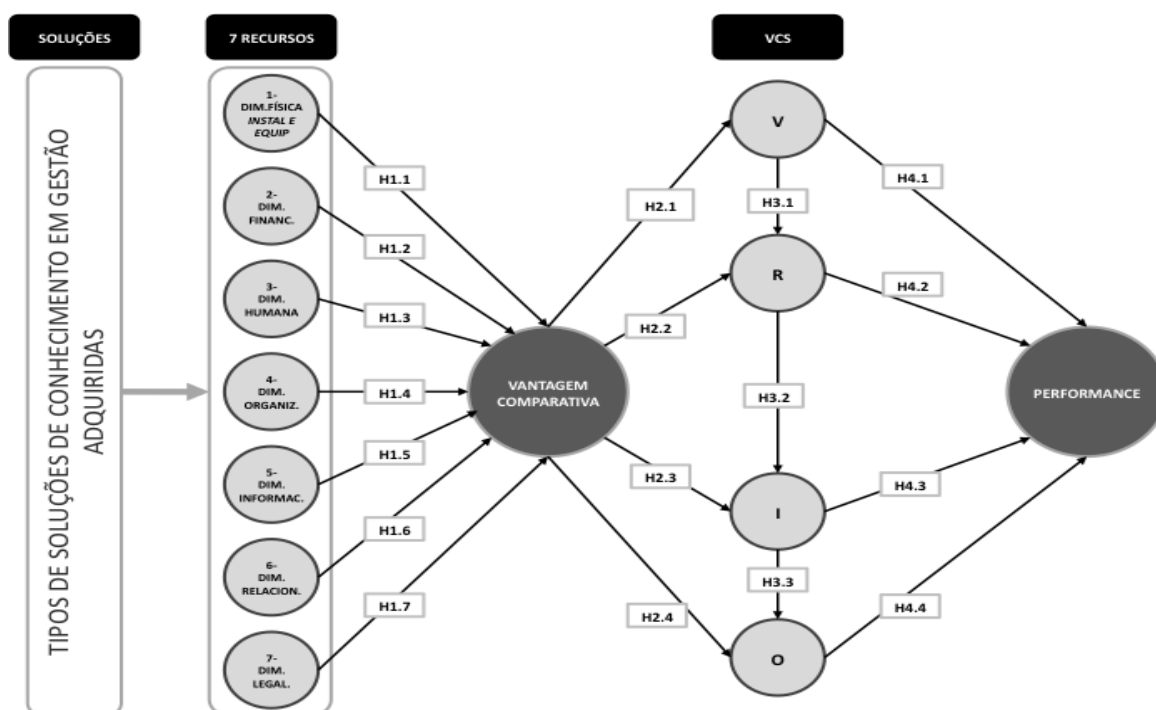 SOLUÇÕES
7 RECURSOS
VCS
TIPOS DE SOLUÇÕES DE CONHECIMENTO EM GESTÃO
ADQUIRIDAS
1-
DIM.FÍSICA
INSTAL E
EQUIP
2-
DIM.
FINANC.
3-
DIM.
HUMANA
4-
DIM.
ORGANIZ.
5-
DIM.
INFORMAC.
6-
DIM.
RELACION.
7-
DIM.
LEGAL.
H1.1
H1.2
H1.3
H1.4
H1.5
H1.6
H1.7
VANTAGEM
COMPARATIVA
H2.1
H2.2
H2.3
H2.4
V
H3.1
R
H3.2
I
H3.3
O
H4.1
H4.2
H4.3
H4.4
PERFORMANCE